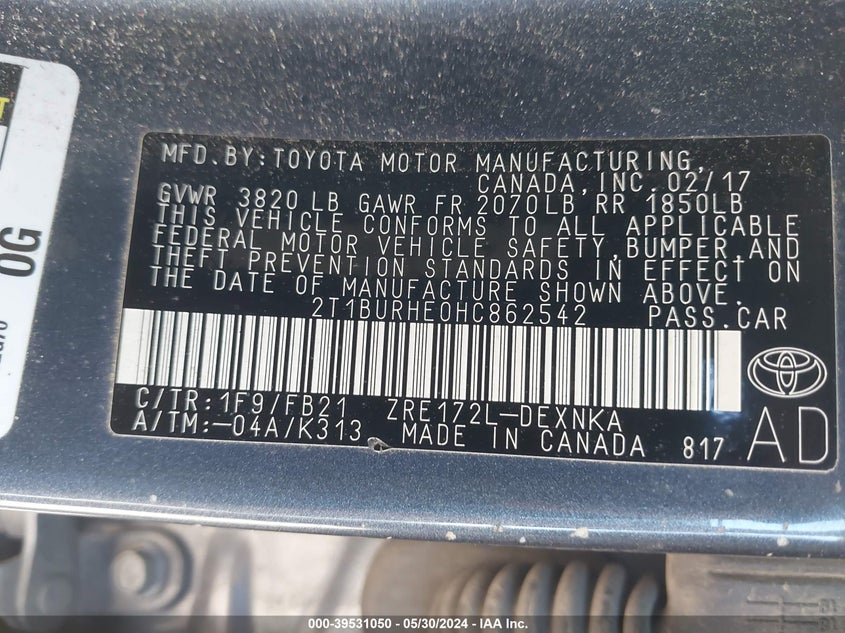 MFD.BY:TOYOTA MOTOR MANUFACTURING,
CANADA,INC.02/17
GVWR 3820LB GAWR FR 2070LB RR 1850LB
THIS VEHICLE CONFORMS TO ALL APPLICABLE
FEDERAL MOTOR VEHICLE SAFETY,BUMPER,AND
THEFT PREVENTION STANDARDS IN EFFECT ON
THE DATE OF MANUFACTURE SHOWN ABOVE.
2T1BURHE0HC862542 PASS.CAR
C/TR:1F9/FB21 ZRE172L-DEXNKA
A/TM:-04A/K313 MADE IN CANADA 817
AD
OG
000-39531050 / 05/30/2024 - IAA Inc.